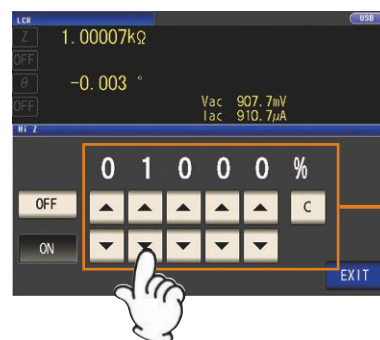 LCR
USB
Z 1.00007kΩ
OFF
θ -0.003 °
OFF
Vac 907.7mV
Iac 910.7μA
Hi Z
0 1 0 0 0 %
OFF
C
ON
EXIT